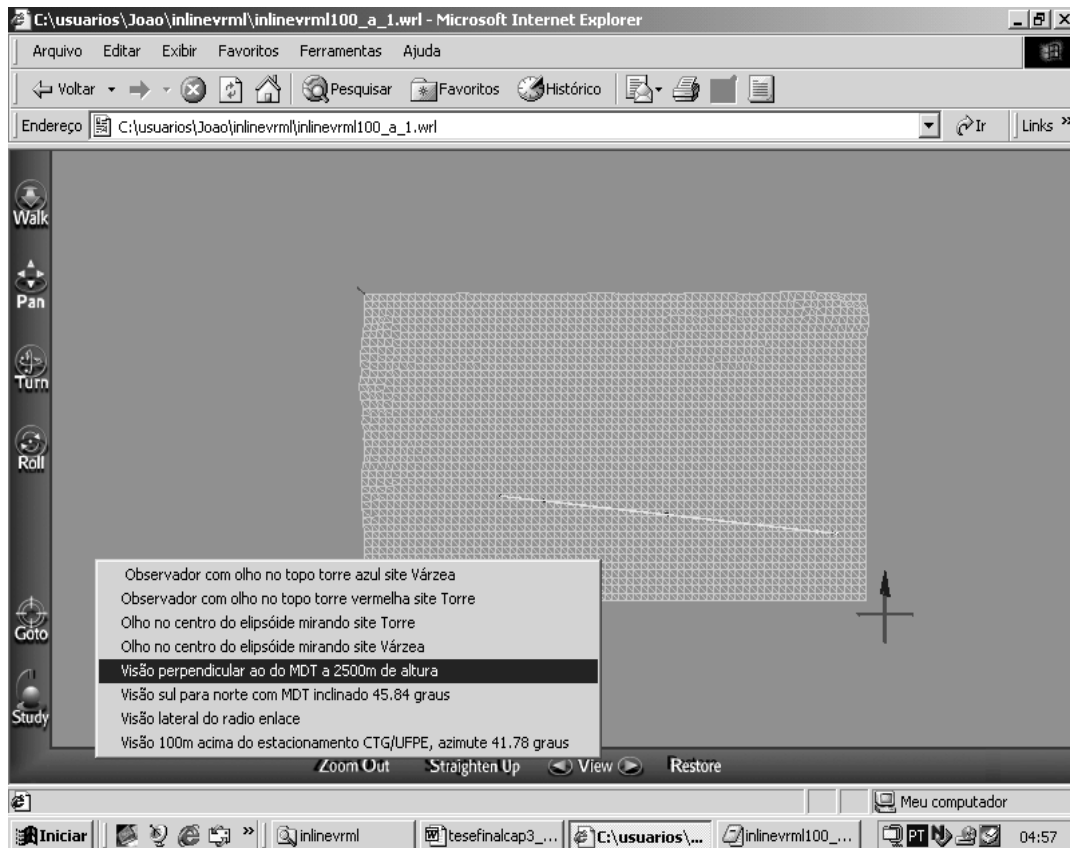 C:\usuarios\Joao\inlinevrml\inlinevrml100_a_1.wrl - Microsoft Internet Explorer
Arquivo Editar Exibir Favoritos Ferramentas Ajuda
Voltar Pesquisar Favoritos Histórico
Endereço C:\usuarios\Joao\inlinevrml\inlinevrml100_a_1.wrl Ir Links »
Walk
Pan
Turn
Roll
Goto
Study
Observador com olho no topo torre azul site Várzea
Observador com olho no topo torre vermelha site Torre
Olho no centro do elipsóide mirando site Torre
Olho no centro do elipsóide mirando site Várzea
Visão perpendicular ao do MDT a 2500m de altura
Visão sul para norte com MDT inclinado 45.84 graus
Visão lateral do radio enlace
Visão 100m acima do estacionamento CTG/UFPE, azimute 41.78 graus
Zoom Out Straighten Up View Restore
Meu computador
Iniciar » inlinevrml tesefinalcap3_... C:\usuarios\... inlinevrml100_... PT 04:57